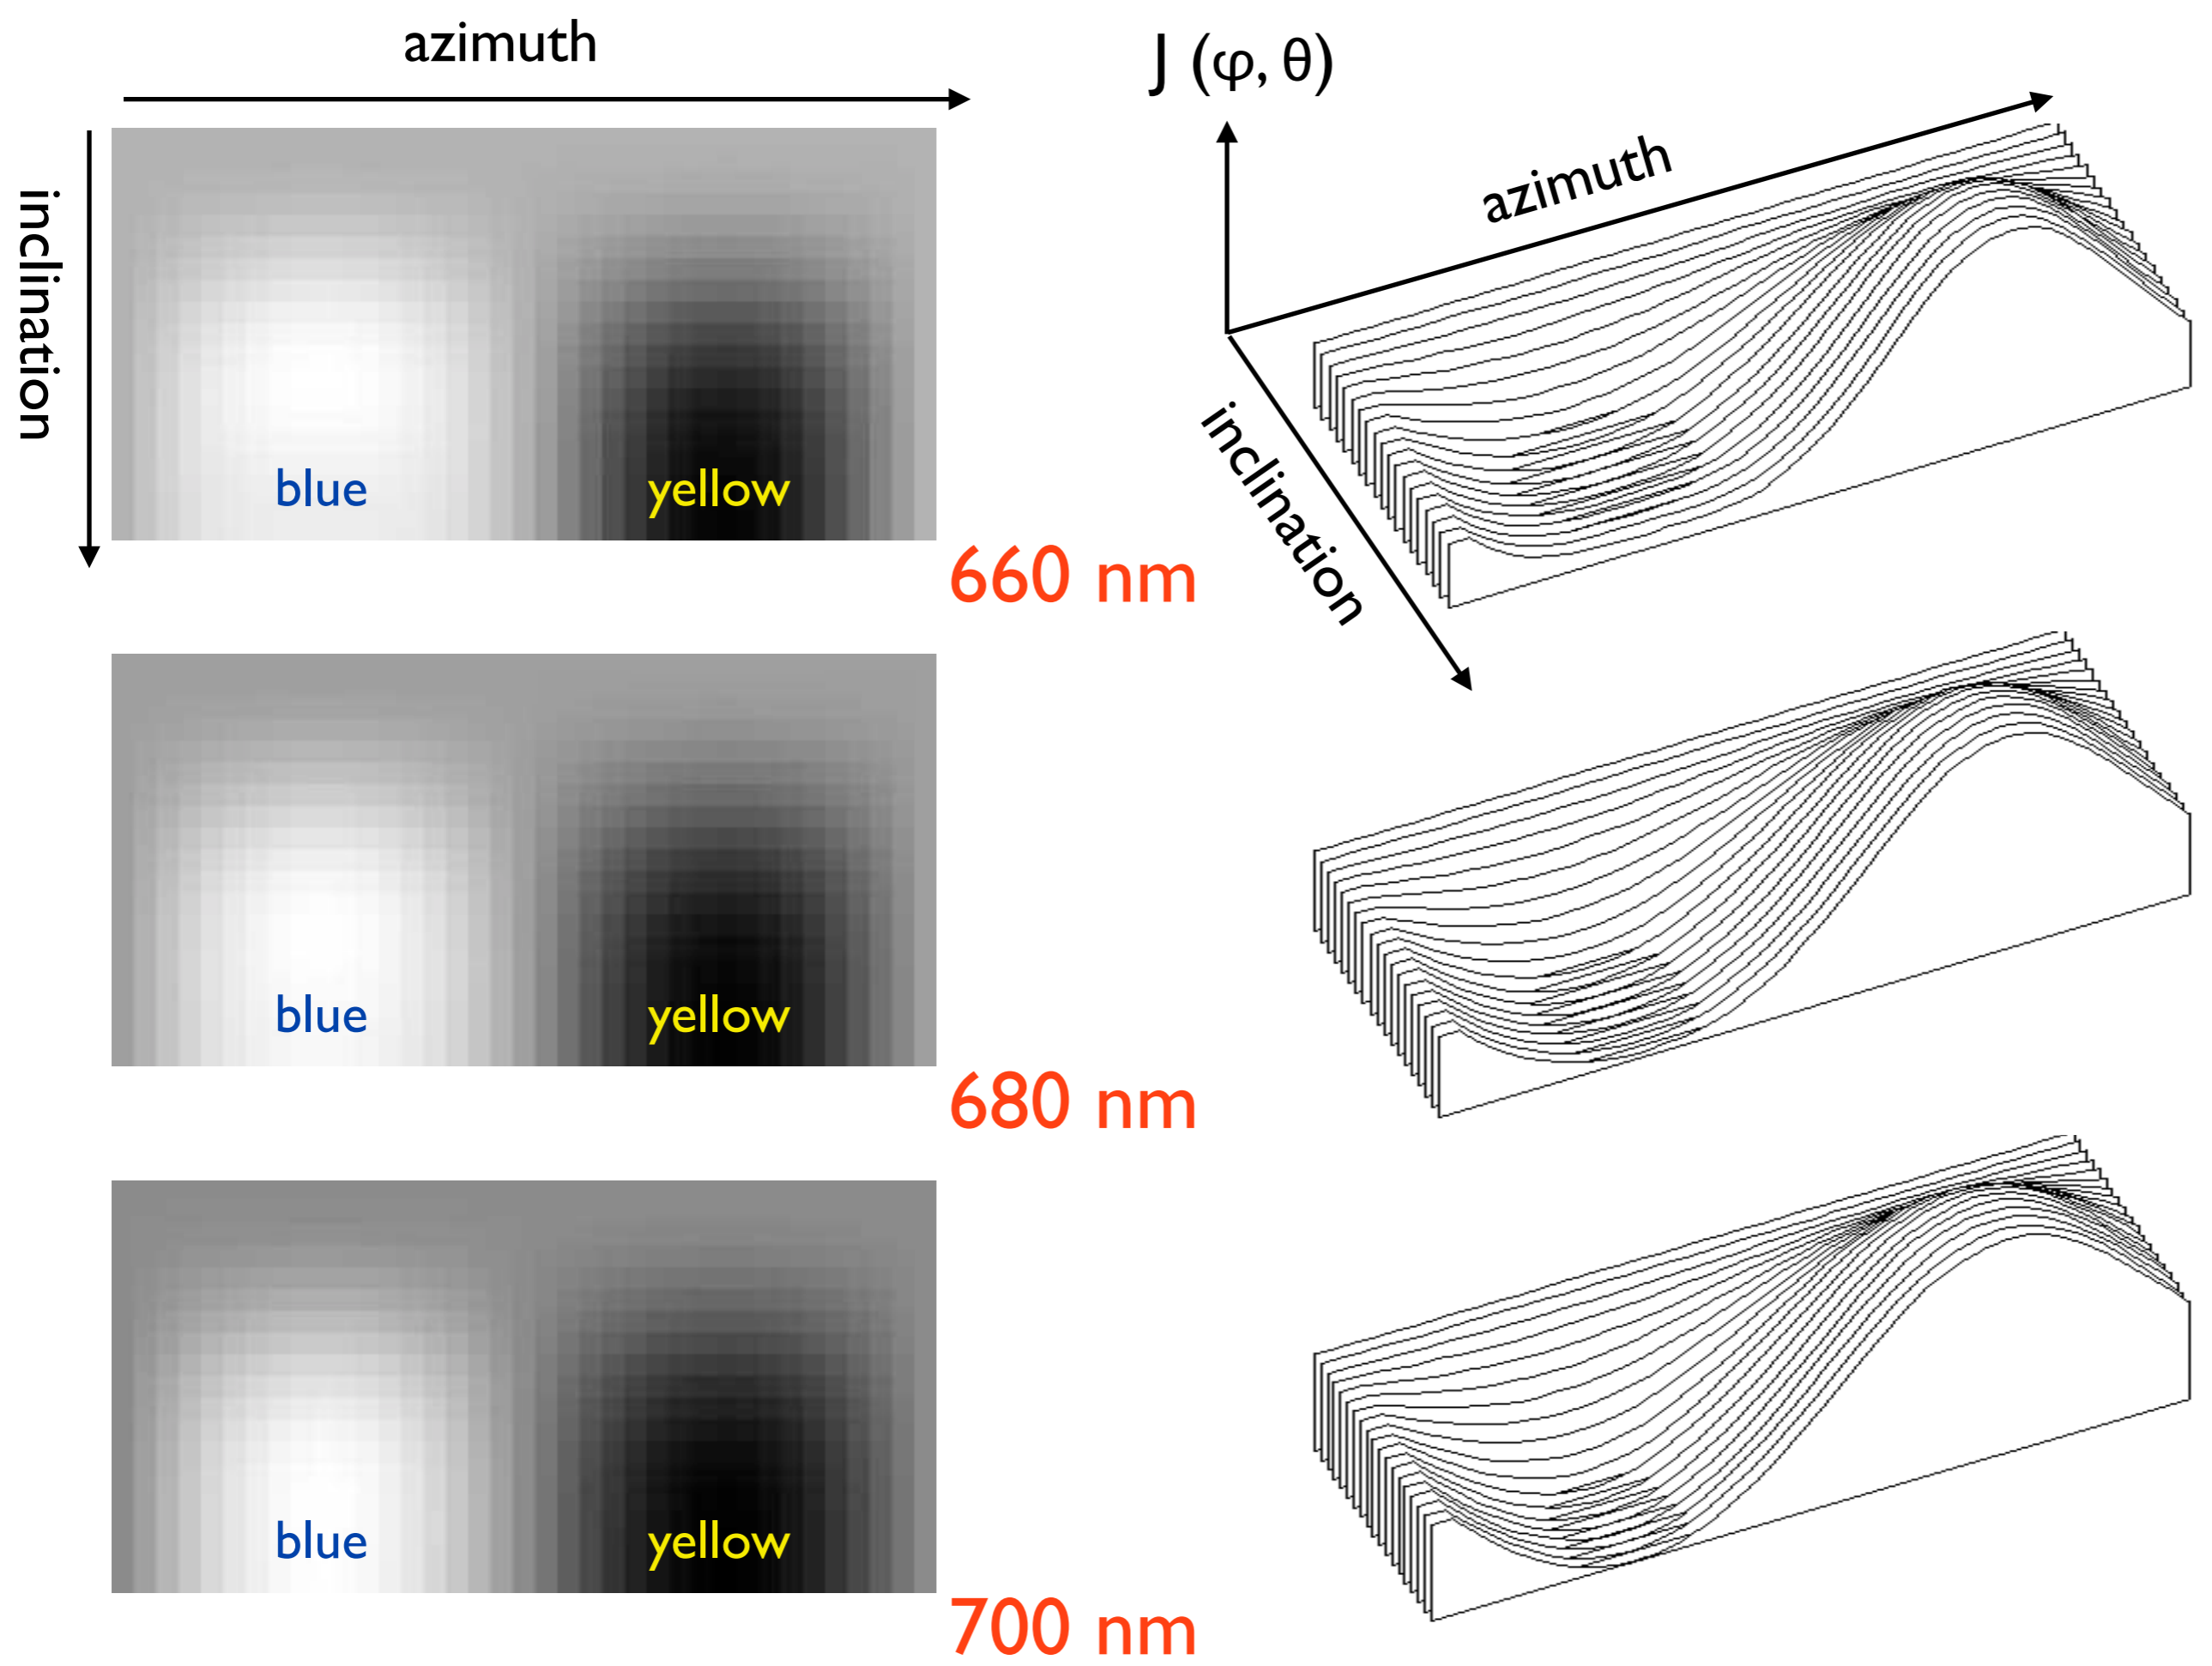 azimuth
inclination
blue
yellow
J (φ, θ)
azimuth
inclination
660 nm
blue
yellow
680 nm
blue
yellow
700 nm